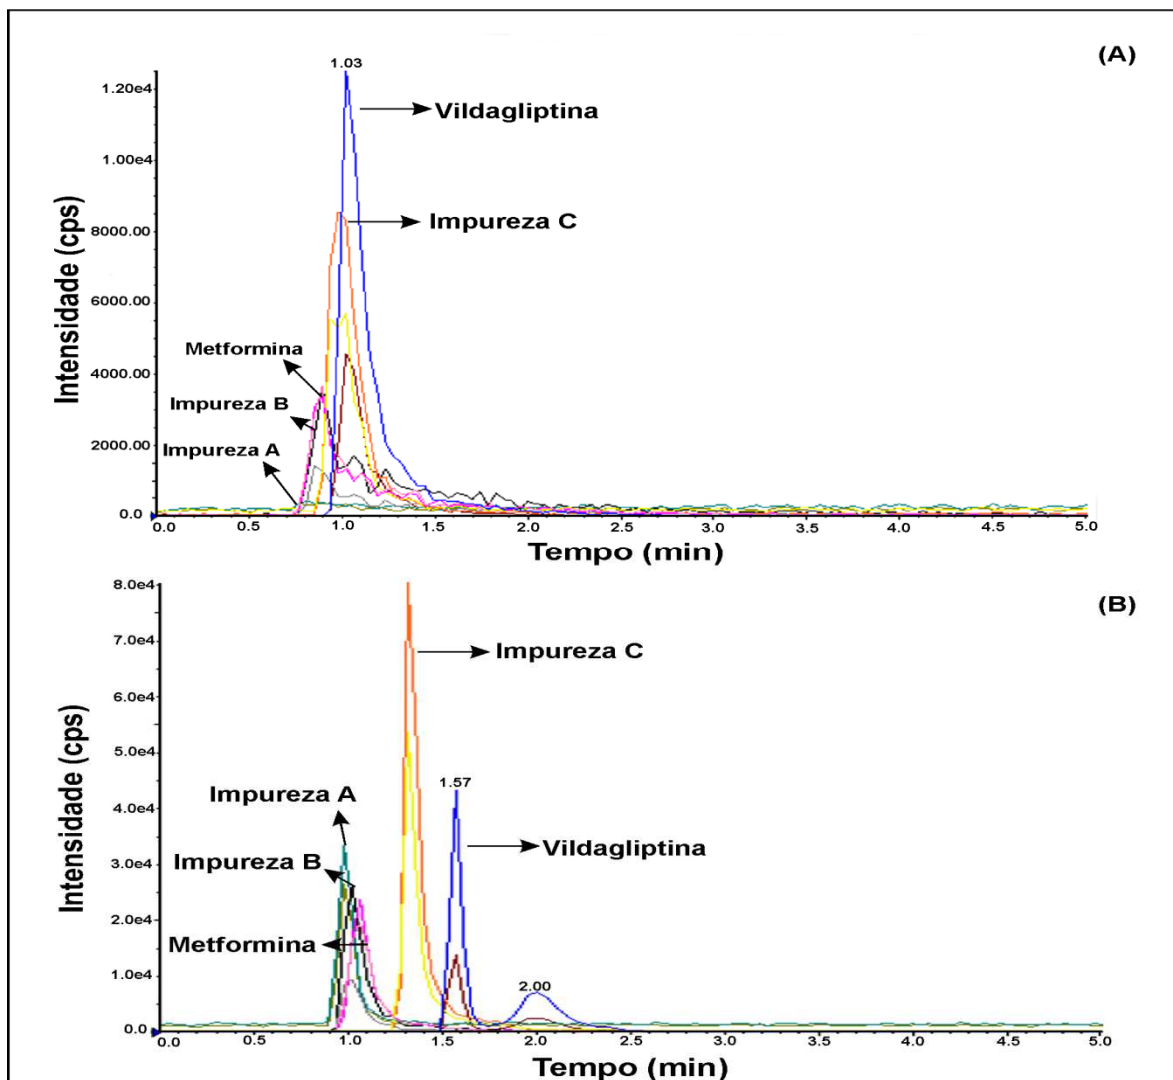 (A)
1.03
1.20e4
Vildagliptina
1.00e4
Impureza C
8000.00
6000.00
Metformina
4000.00
Impureza B
2000.00
Impureza A
0.0
0.0 0.5 1.0 1.5 2.0 2.5 3.0 3.5 4.0 4.5 5.0
Intensidade (cps)
Tempo (min)
(B)
8.0e4
7.0e4
Impureza C
6.0e4
5.0e4
1.57
Impureza A
4.0e4
Vildagliptina
Impureza B
3.0e4
2.0e4
Metformina
1.0e4
2.00
0.0
0.0 0.5 1.0 1.5 2.0 2.5 3.0 3.5 4.0 4.5 5.0
Intensidade (cps)
Tempo (min)